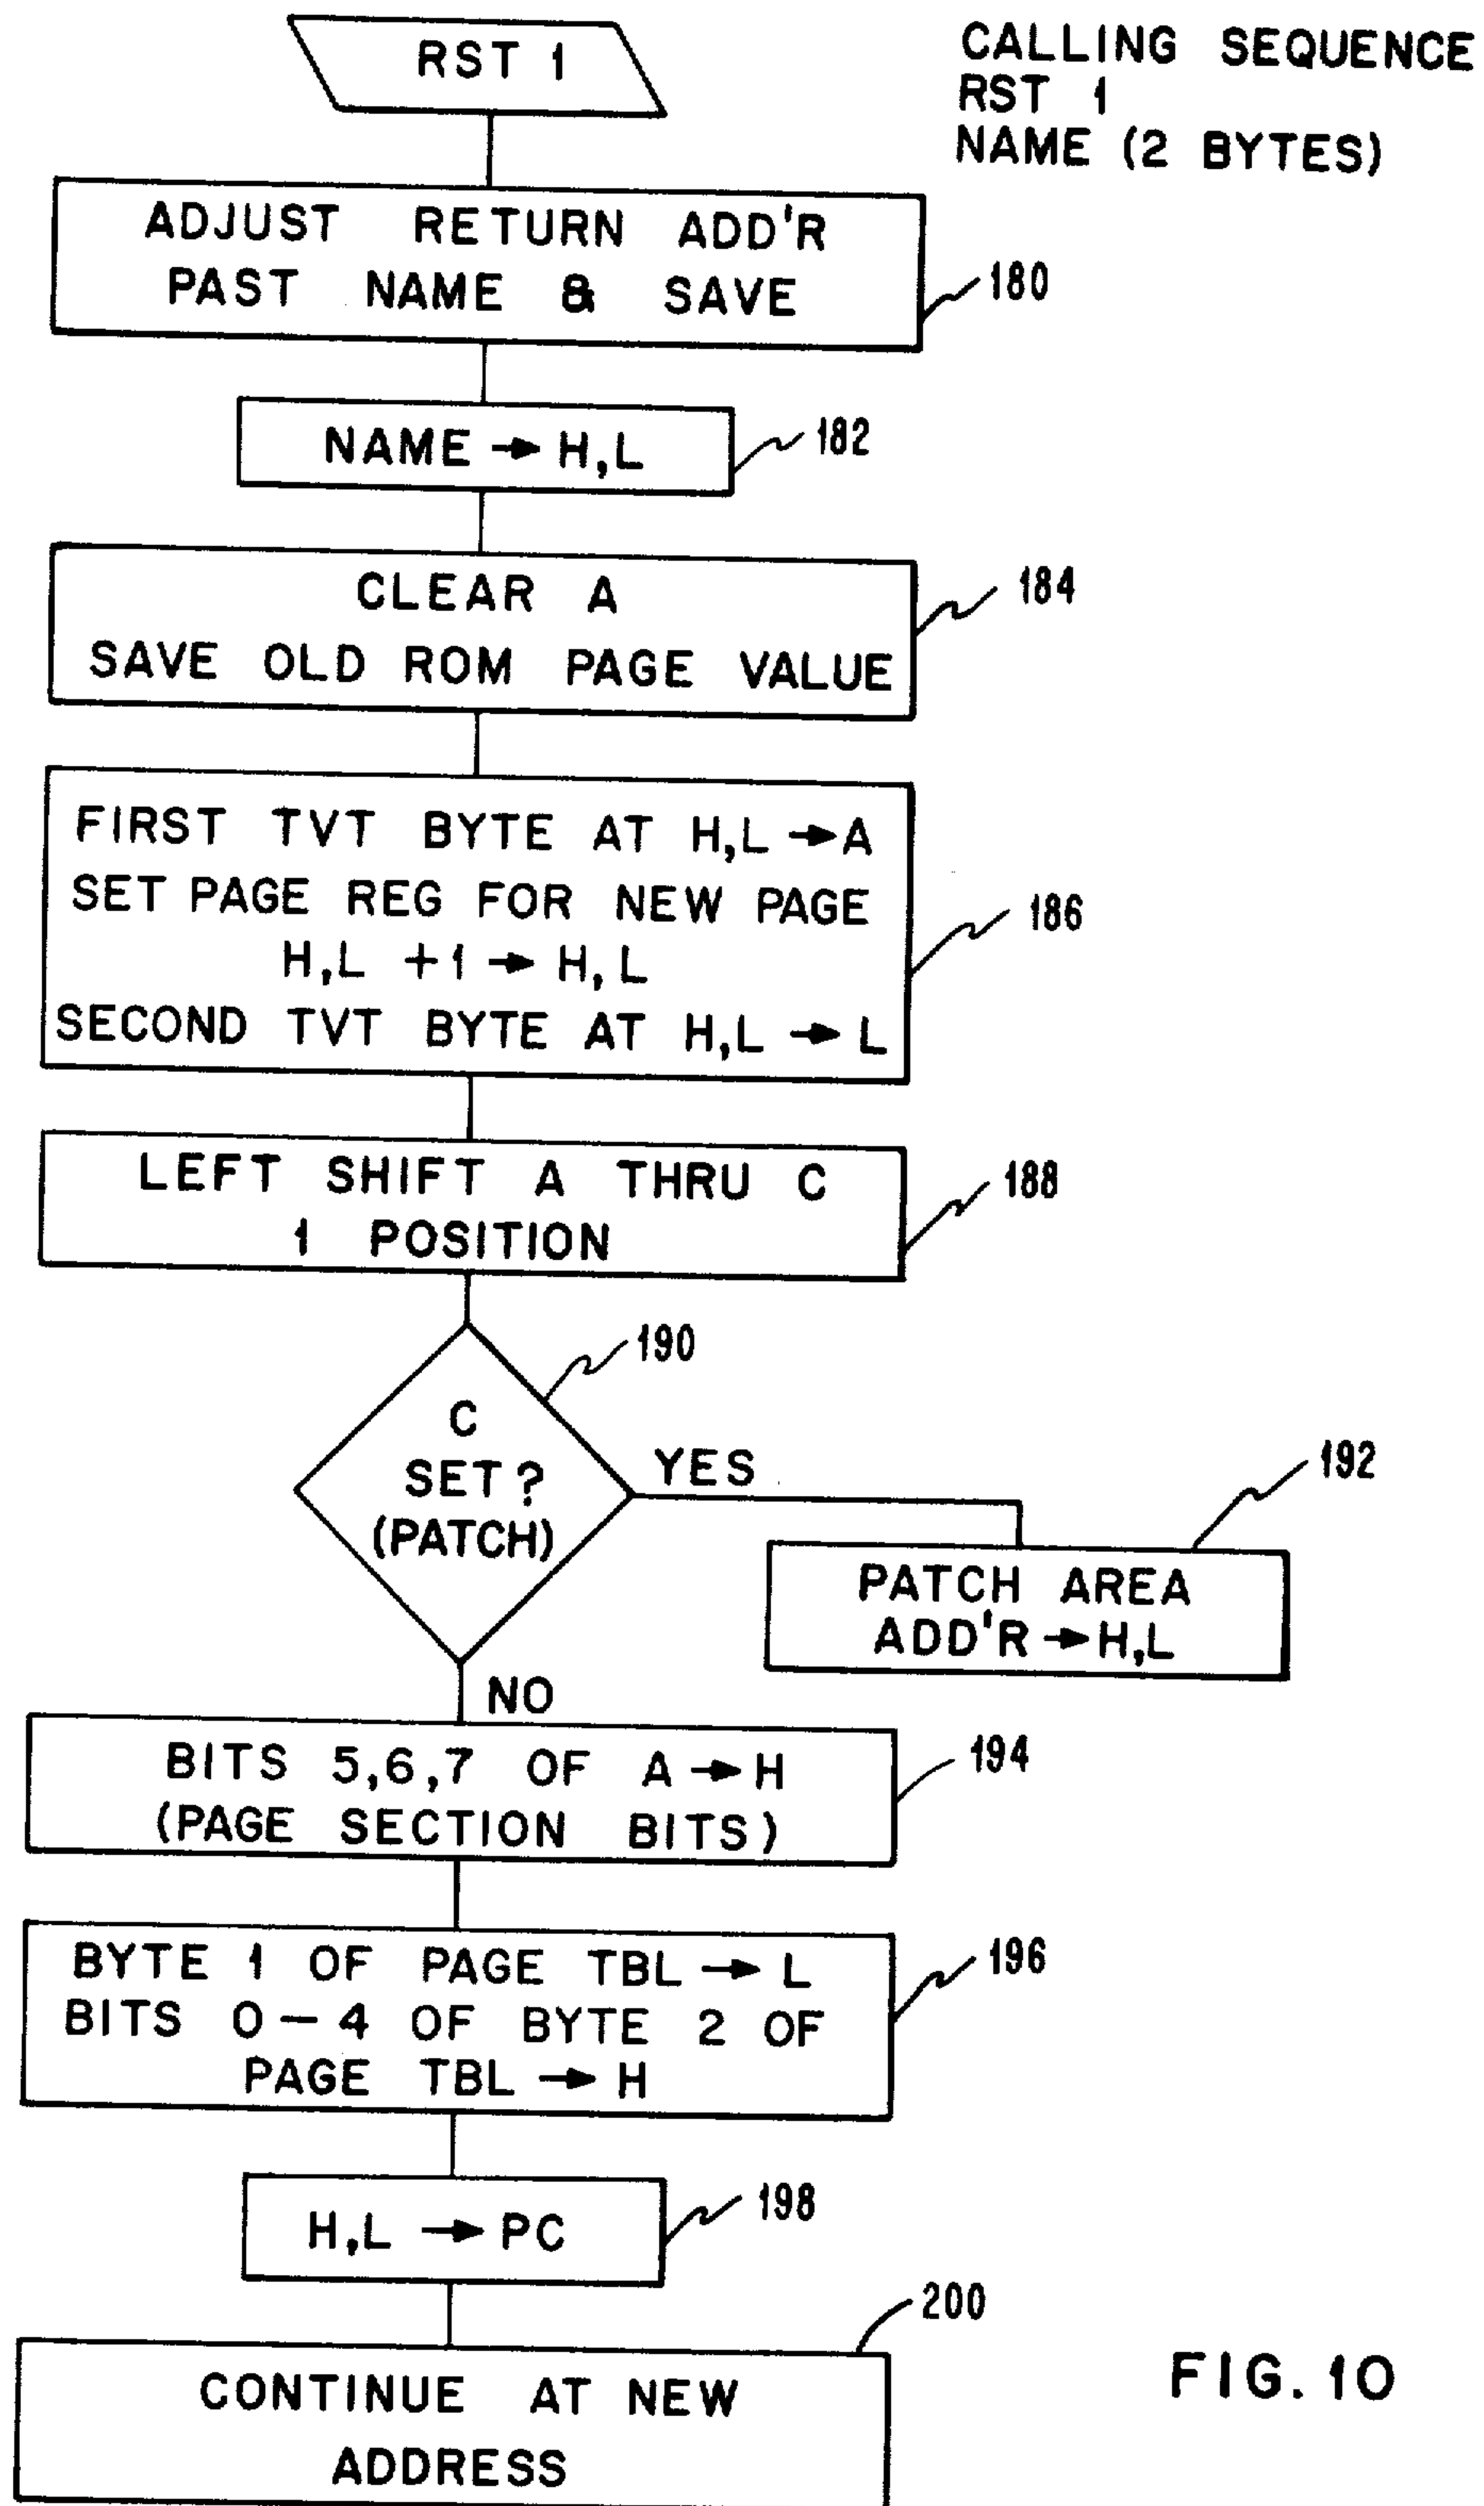 RST 1
CALLING SEQUENCE
RST 1
NAME (2 BYTES)
ADJUST RETURN ADD'R
PAST NAME & SAVE
180
NAME → H,L
182
CLEAR A
SAVE OLD ROM PAGE VALUE
184
FIRST TVT BYTE AT H,L → A
SET PAGE REG FOR NEW PAGE
H,L +1 → H,L
SECOND TVT BYTE AT H,L → L
186
LEFT SHIFT A THRU C
1 POSITION
188
C
SET?
(PATCH)
190
YES
192
PATCH AREA
ADD'R → H,L
NO
BITS 5,6,7 OF A → H
(PAGE SECTION BITS)
194
BYTE 1 OF PAGE TBL → L
BITS 0-4 OF BYTE 2 OF
PAGE TBL → H
196
H,L → PC
198
200
CONTINUE AT NEW
ADDRESS
FIG. 10